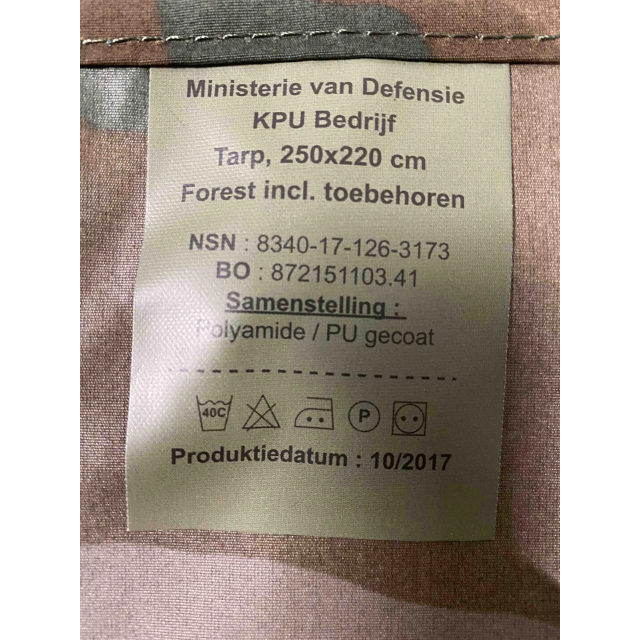 Ministerie van Defensie
KPU Bedrijf
Tarp, 250x220 cm
Forest incl. toebehoren
NSN : 8340-17-126-3173
BO : 872151103.41
Samenstelling :
Polyamide / PU gecoat
40C P
Produktiedatum : 10/2017